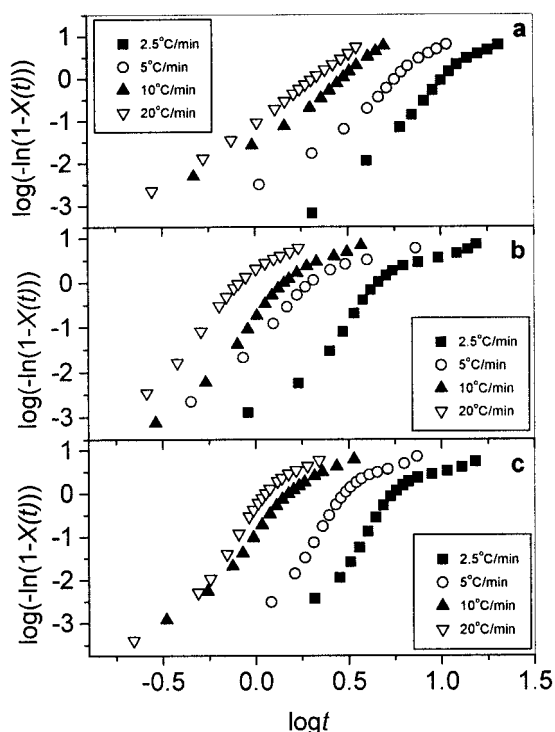 a
1
0
-1
-2
-3
log(-ln(1-X(t)))
2.5°C/min
5°C/min
10°C/min
20°C/min
b
1
0
-1
-2
-3
log(-ln(1-X(t)))
2.5°C/min
5°C/min
10°C/min
20°C/min
c
1
0
-1
-2
-3
log(-ln(1-X(t)))
2.5°C/min
5°C/min
10°C/min
20°C/min
-0.5 0.0 0.5 1.0 1.5
logt